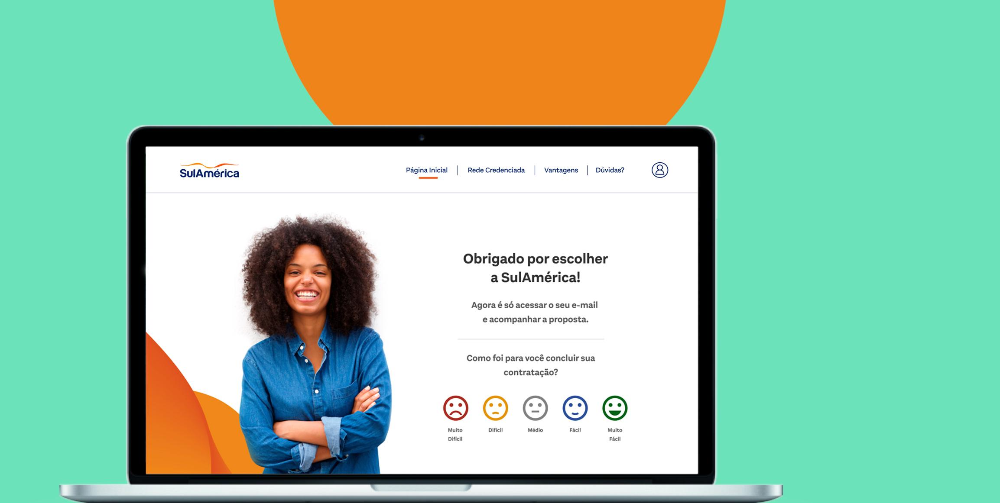 SulAmérica
Página Inicial
Rede Credenciada
Vantagens
Dúvidas?
Obrigado por escolher
a SulAmérica!
Agora é só acessar o seu e-mail
e acompanhar a proposta.
Como foi para você concluir sua
contratação?
Muito
Difícil
Difícil
Médio
Fácil
Muito
Fácil